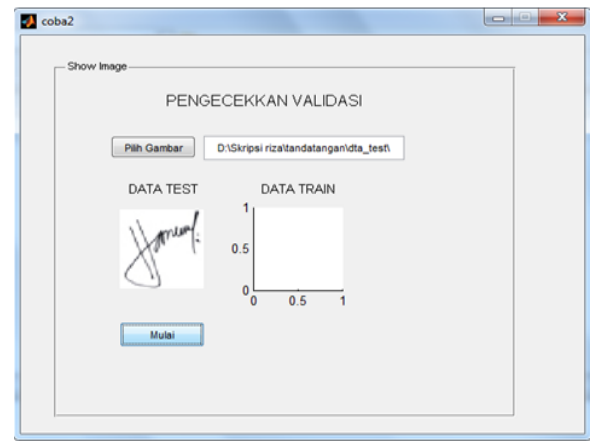 coba2
Show Image
PENGECEKKAN VALIDASI
Pilih Gambar
D:\Skripsi riza\tandatangan\dta_test\
DATA TEST
DATA TRAIN
1
0.5
0
0 0.5 1
Mulai